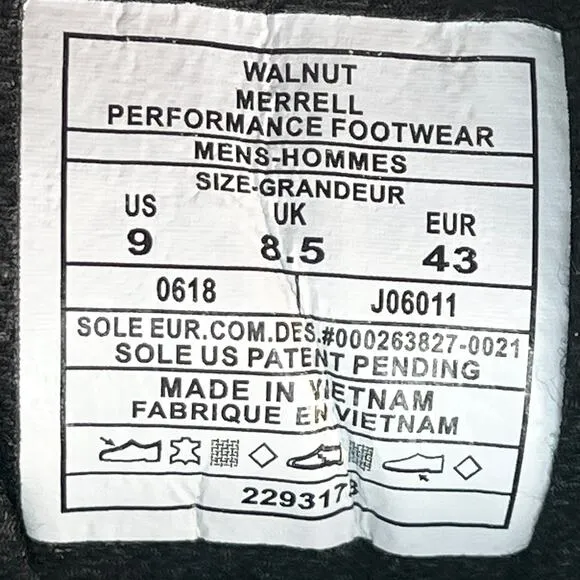 WALNUT
MERRELL
PERFORMANCE FOOTWEAR
MENS-HOMMES
SIZE-GRANDEUR
US UK EUR
9 8.5 43
0618 J06011
SOLE EUR.COM.DES.#000263827-0021
SOLE US PATENT PENDING
MADE IN VIETNAM
FABRIQUE EN VIETNAM
2293173